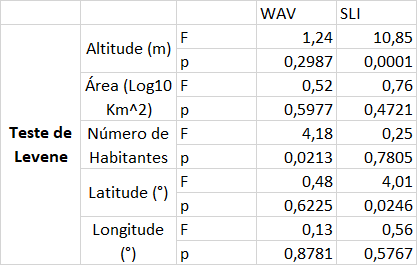 WAV SLI
Teste de Levene
Altitude (m) F 1,24 10,85
p 0,2987 0,0001
Área (Log10 F 0,52 0,76
Km^2) p 0,5977 0,4721
Número de F 4,18 0,25
Habitantes p 0,0213 0,7805
Latitude (°) F 0,48 4,01
p 0,6225 0,0246
Longitude F 0,13 0,56
(°) p 0,8781 0,5767